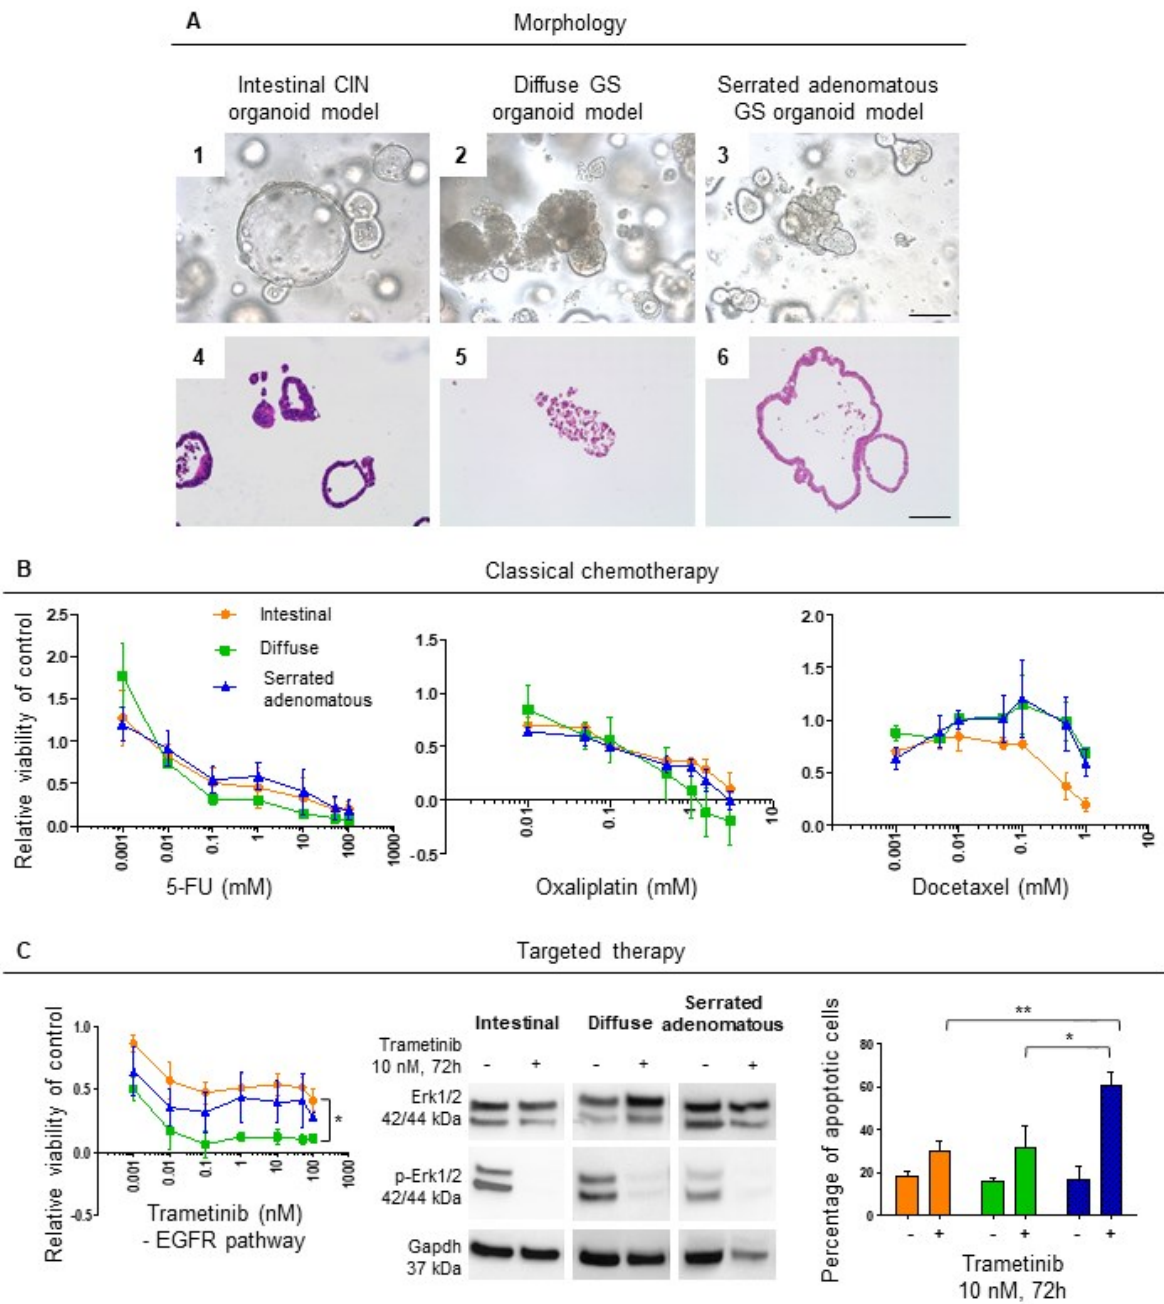 A
Morphology
Intestinal CIN
organoid model
Diffuse GS
organoid model
Serrated adenomatous
GS organoid model
1
2
3
4
5
6
B
Classical chemotherapy
Relative viability of control
2.5
2.0
1.5
1.0
0.5
0.0
0.001
0.01
0.1
1
10
100
1000
5-FU (mM)
Intestinal
Diffuse
Serrated
adenomatous
1.5
1.0
0.5
0.0
-0.5
0.01
0.1
1
10
Oxaliplatin (mM)
2.0
1.5
1.0
0.5
0.0
0.001
0.01
0.1
1
10
Docetaxel (mM)
C
Targeted therapy
Relative viability of control
1.0
0.5
0.0
-0.5
0.001
0.01
0.1
1
10
100
1000
*
Trametinib (nM)
- EGFR pathway
Intestinal
Diffuse
Serrated
adenomatous
Trametinib
10 nM, 72h
- + - + - +
Erk1/2
42/44 kDa
p-Erk1/2
42/44 kDa
Gapdh
37 kDa
Percentage of apoptotic cells
80
60
40
20
0
**
*
- + - + - +
Trametinib
10 nM, 72h